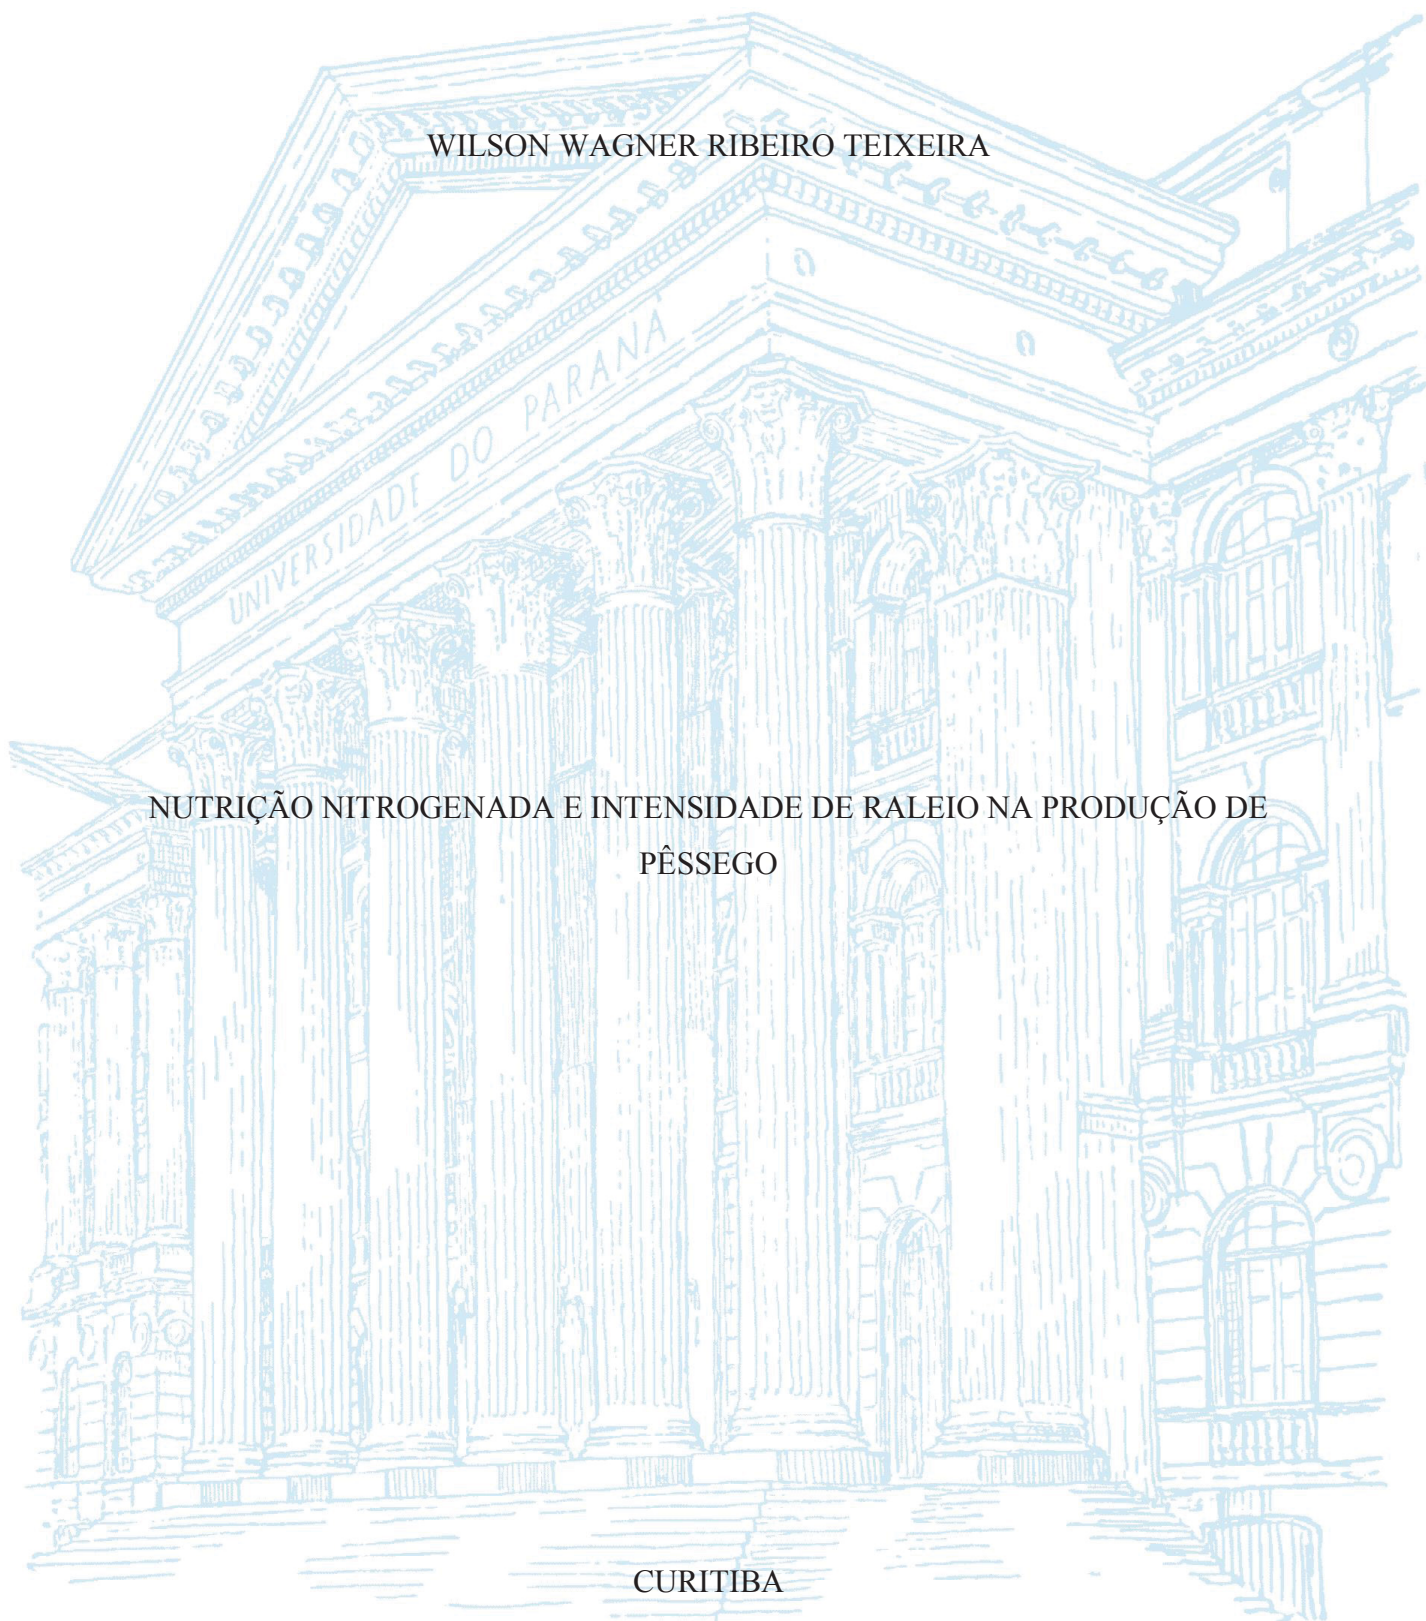 WILSON WAGNER RIBEIRO TEIXEIRA
UNIVERSIDADE DO PARANÁ
NUTRIÇÃO NITROGENADA E INTENSIDADE DE RALEIO NA PRODUÇÃO DE
PÊSSEGO
CURITIBA